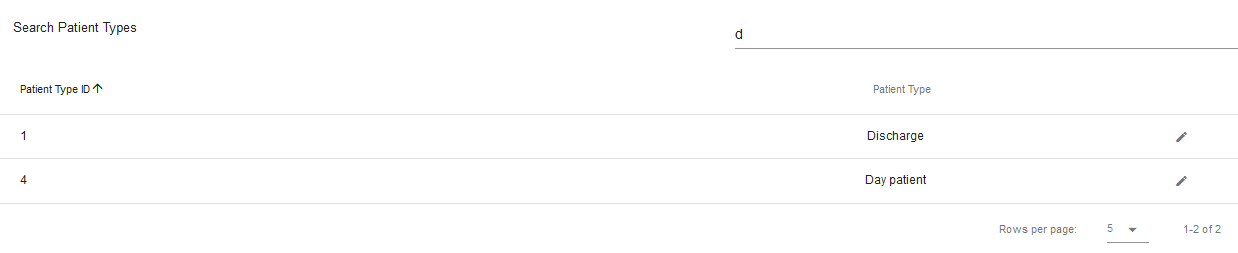 Search Patient Types
d
Patient Type ID Patient Type
1 Discharge
4 Day patient
Rows per page: 5 1-2 of 2